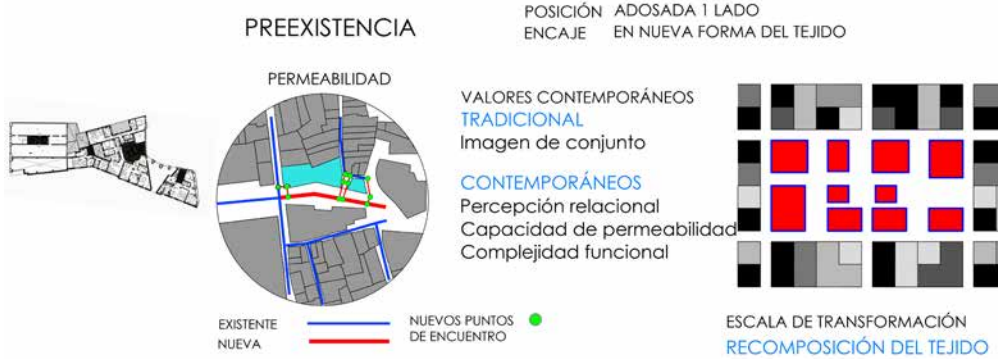 PREEXISTENCIA
POSICIÓN ADOSADA 1 LADO
ENCAJE EN NUEVA FORMA DEL TEJIDO
PERMEABILIDAD
VALORES CONTEMPORÁNEOS
TRADICIONAL
Imagen de conjunto
CONTEMPORÁNEOS
Percepción relacional
Capacidad de permeabilidad
Complejidad funcional
EXISTENTE
NUEVA
NUEVOS PUNTOS
DE ENCUENTRO
ESCALA DE TRANSFORMACIÓN
RECOMPOSICIÓN DEL TEJIDO